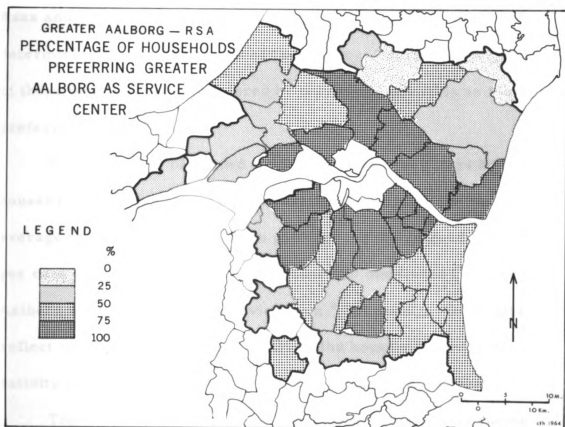 GREATER AALBORG — RSA
PERCENTAGE OF HOUSEHOLDS
PREFERRING GREATER
AALBORG AS SERVICE
CENTER
LEGEND
%
0
25
50
75
100
N
0 5 10 M.
0 10 Km.
cfh 1964